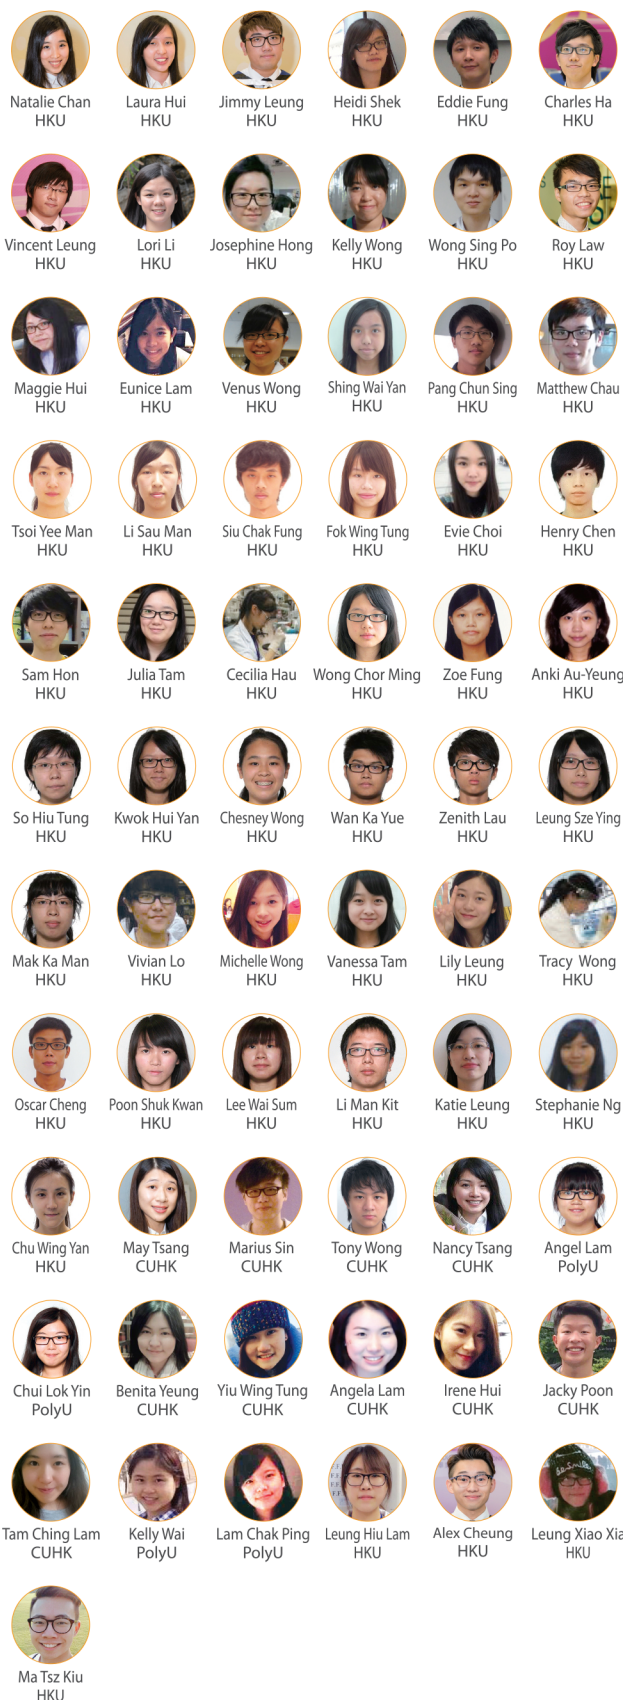 Natalie Chan Laura Hui Jimmy Leung Heidi Shek Eddie Fung Charles Ha
HKU HKU HKU HKU HKU HKU
Vincent Leung Lori Li Josephine Hong Kelly Wong Wong Sing Po Roy Law
HKU HKU HKU HKU HKU HKU
Maggie Hui Eunice Lam Venus Wong Shing Wai Yan Pang Chun Sing Matthew Chau
HKU HKU HKU HKU HKU HKU
Tsoi Yee Man Li Sau Man Siu Chak Fung Fok Wing Tung Evie Choi Henry Chen
HKU HKU HKU HKU HKU HKU
Sam Hon Julia Tam Cecilia Hau Wong Chor Ming Zoe Fung Anki Au-Yeung
HKU HKU HKU HKU HKU HKU
So Hiu Tung Kwok Hui Yan Chesney Wong Wan Ka Yue Zenith Lau Leung Sze Ying
HKU HKU HKU HKU HKU HKU
Mak Ka Man Vivian Lo Michelle Wong Vanessa Tam Lily Leung Tracy Wong
HKU HKU HKU HKU HKU HKU
Oscar Cheng Poon Shuk Kwan Lee Wai Sum Li Man Kit Katie Leung Stephanie Ng
HKU HKU HKU HKU HKU HKU
Chu Wing Yan May Tsang Marius Sin Tony Wong Nancy Tsang Angel Lam
HKU CUHK CUHK CUHK CUHK PolyU
Chui Lok Yin Benita Yeung Yiu Wing Tung Angela Lam Irene Hui Jacky Poon
PolyU CUHK CUHK CUHK CUHK CUHK
Tam Ching Lam Kelly Wai Lam Chak Ping Leung Hiu Lam Alex Cheung Leung Xiao Xia
CUHK PolyU PolyU HKU HKU HKU
Ma Tsz Kiu
HKU